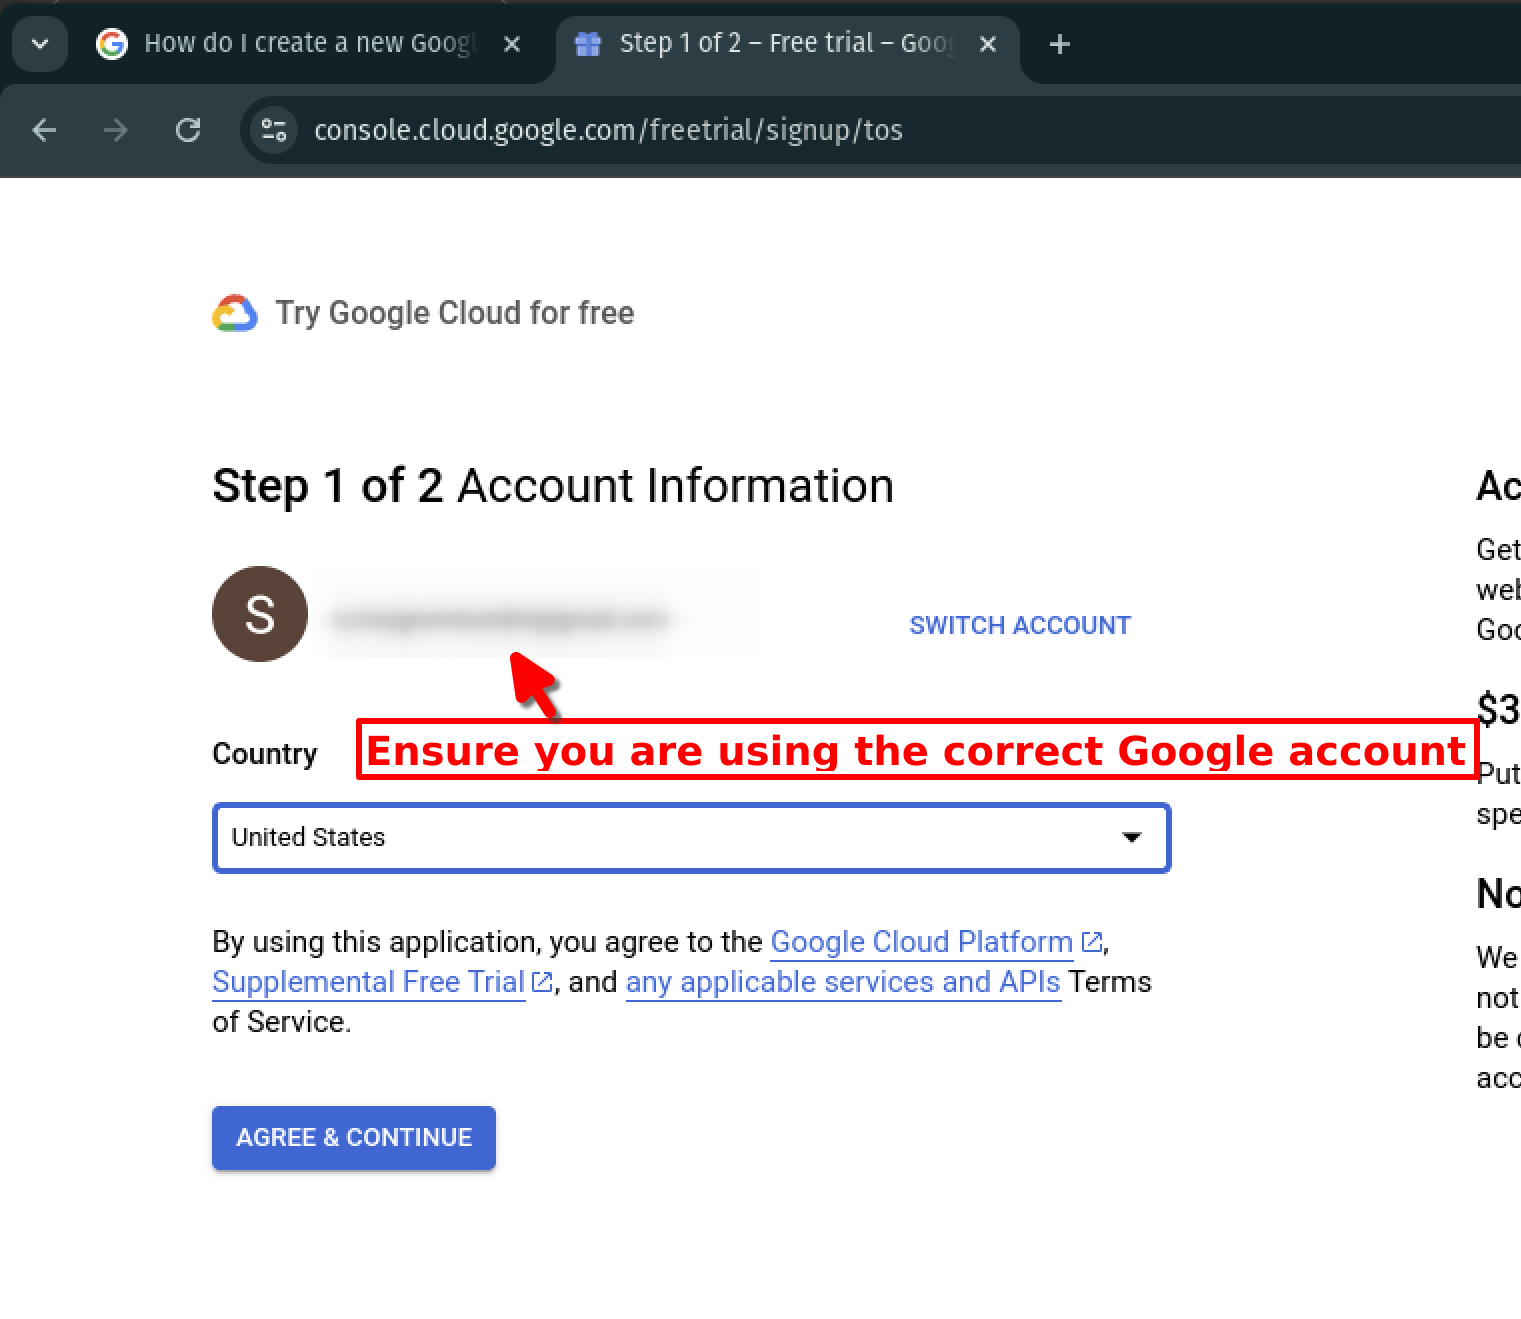 How do I create a new Googl
Step 1 of 2 – Free trial – Goog
console.cloud.google.com/freetrial/signup/tos
Try Google Cloud for free
Step 1 of 2 Account Information
S
SWITCH ACCOUNT
Ensure you are using the correct Google account
Country
United States
By using this application, you agree to the Google Cloud Platform,
Supplemental Free Trial, and any applicable services and APIs Terms
of Service.
AGREE & CONTINUE
Ac
Get
web
Goo
$3
Put
spe
No
We
not
be
acc